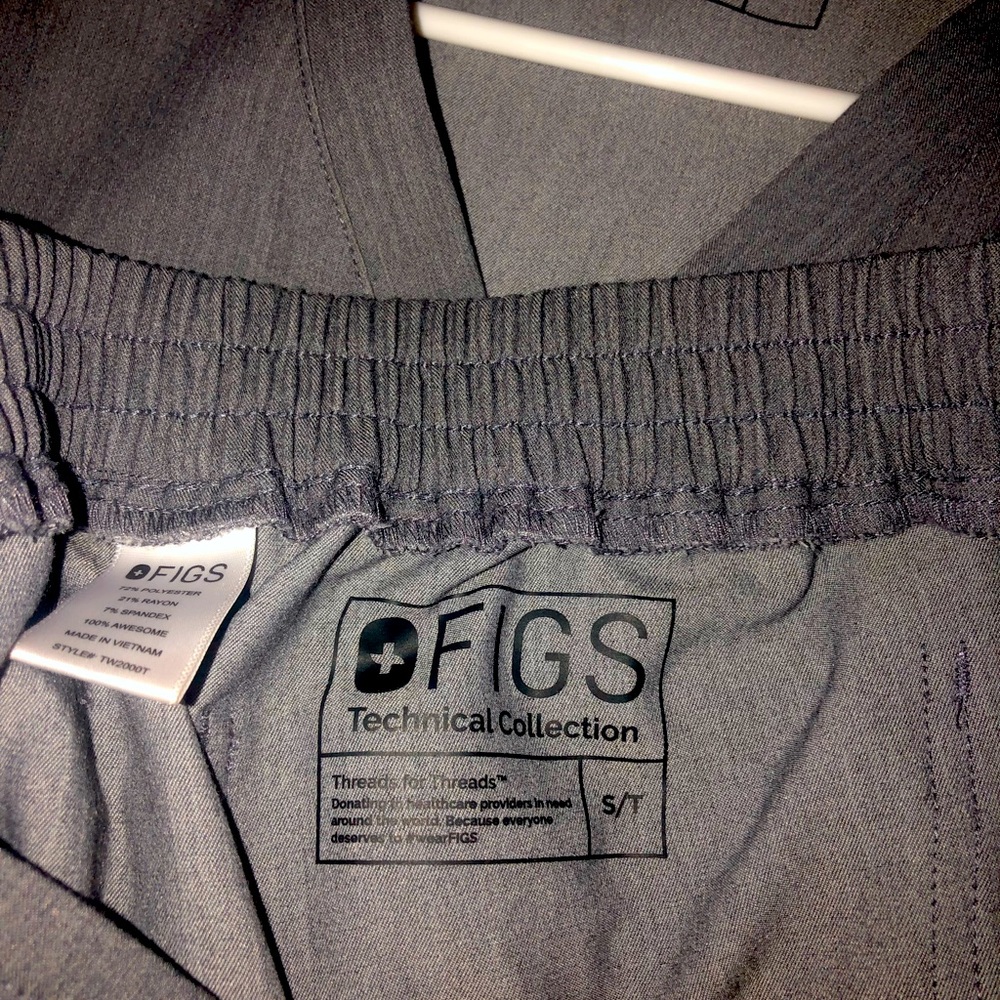 FIGS
72% POLYESTER
21% RAYON
7% SPANDEX
100% AWESOME
MADE IN VIETNAM
STYLE# TW2000T
FIGS
Technical Collection
Threads for Threads™
Donating to healthcare providers in need
around the world. Because everyone
deserves to #wearFIGS
S/T